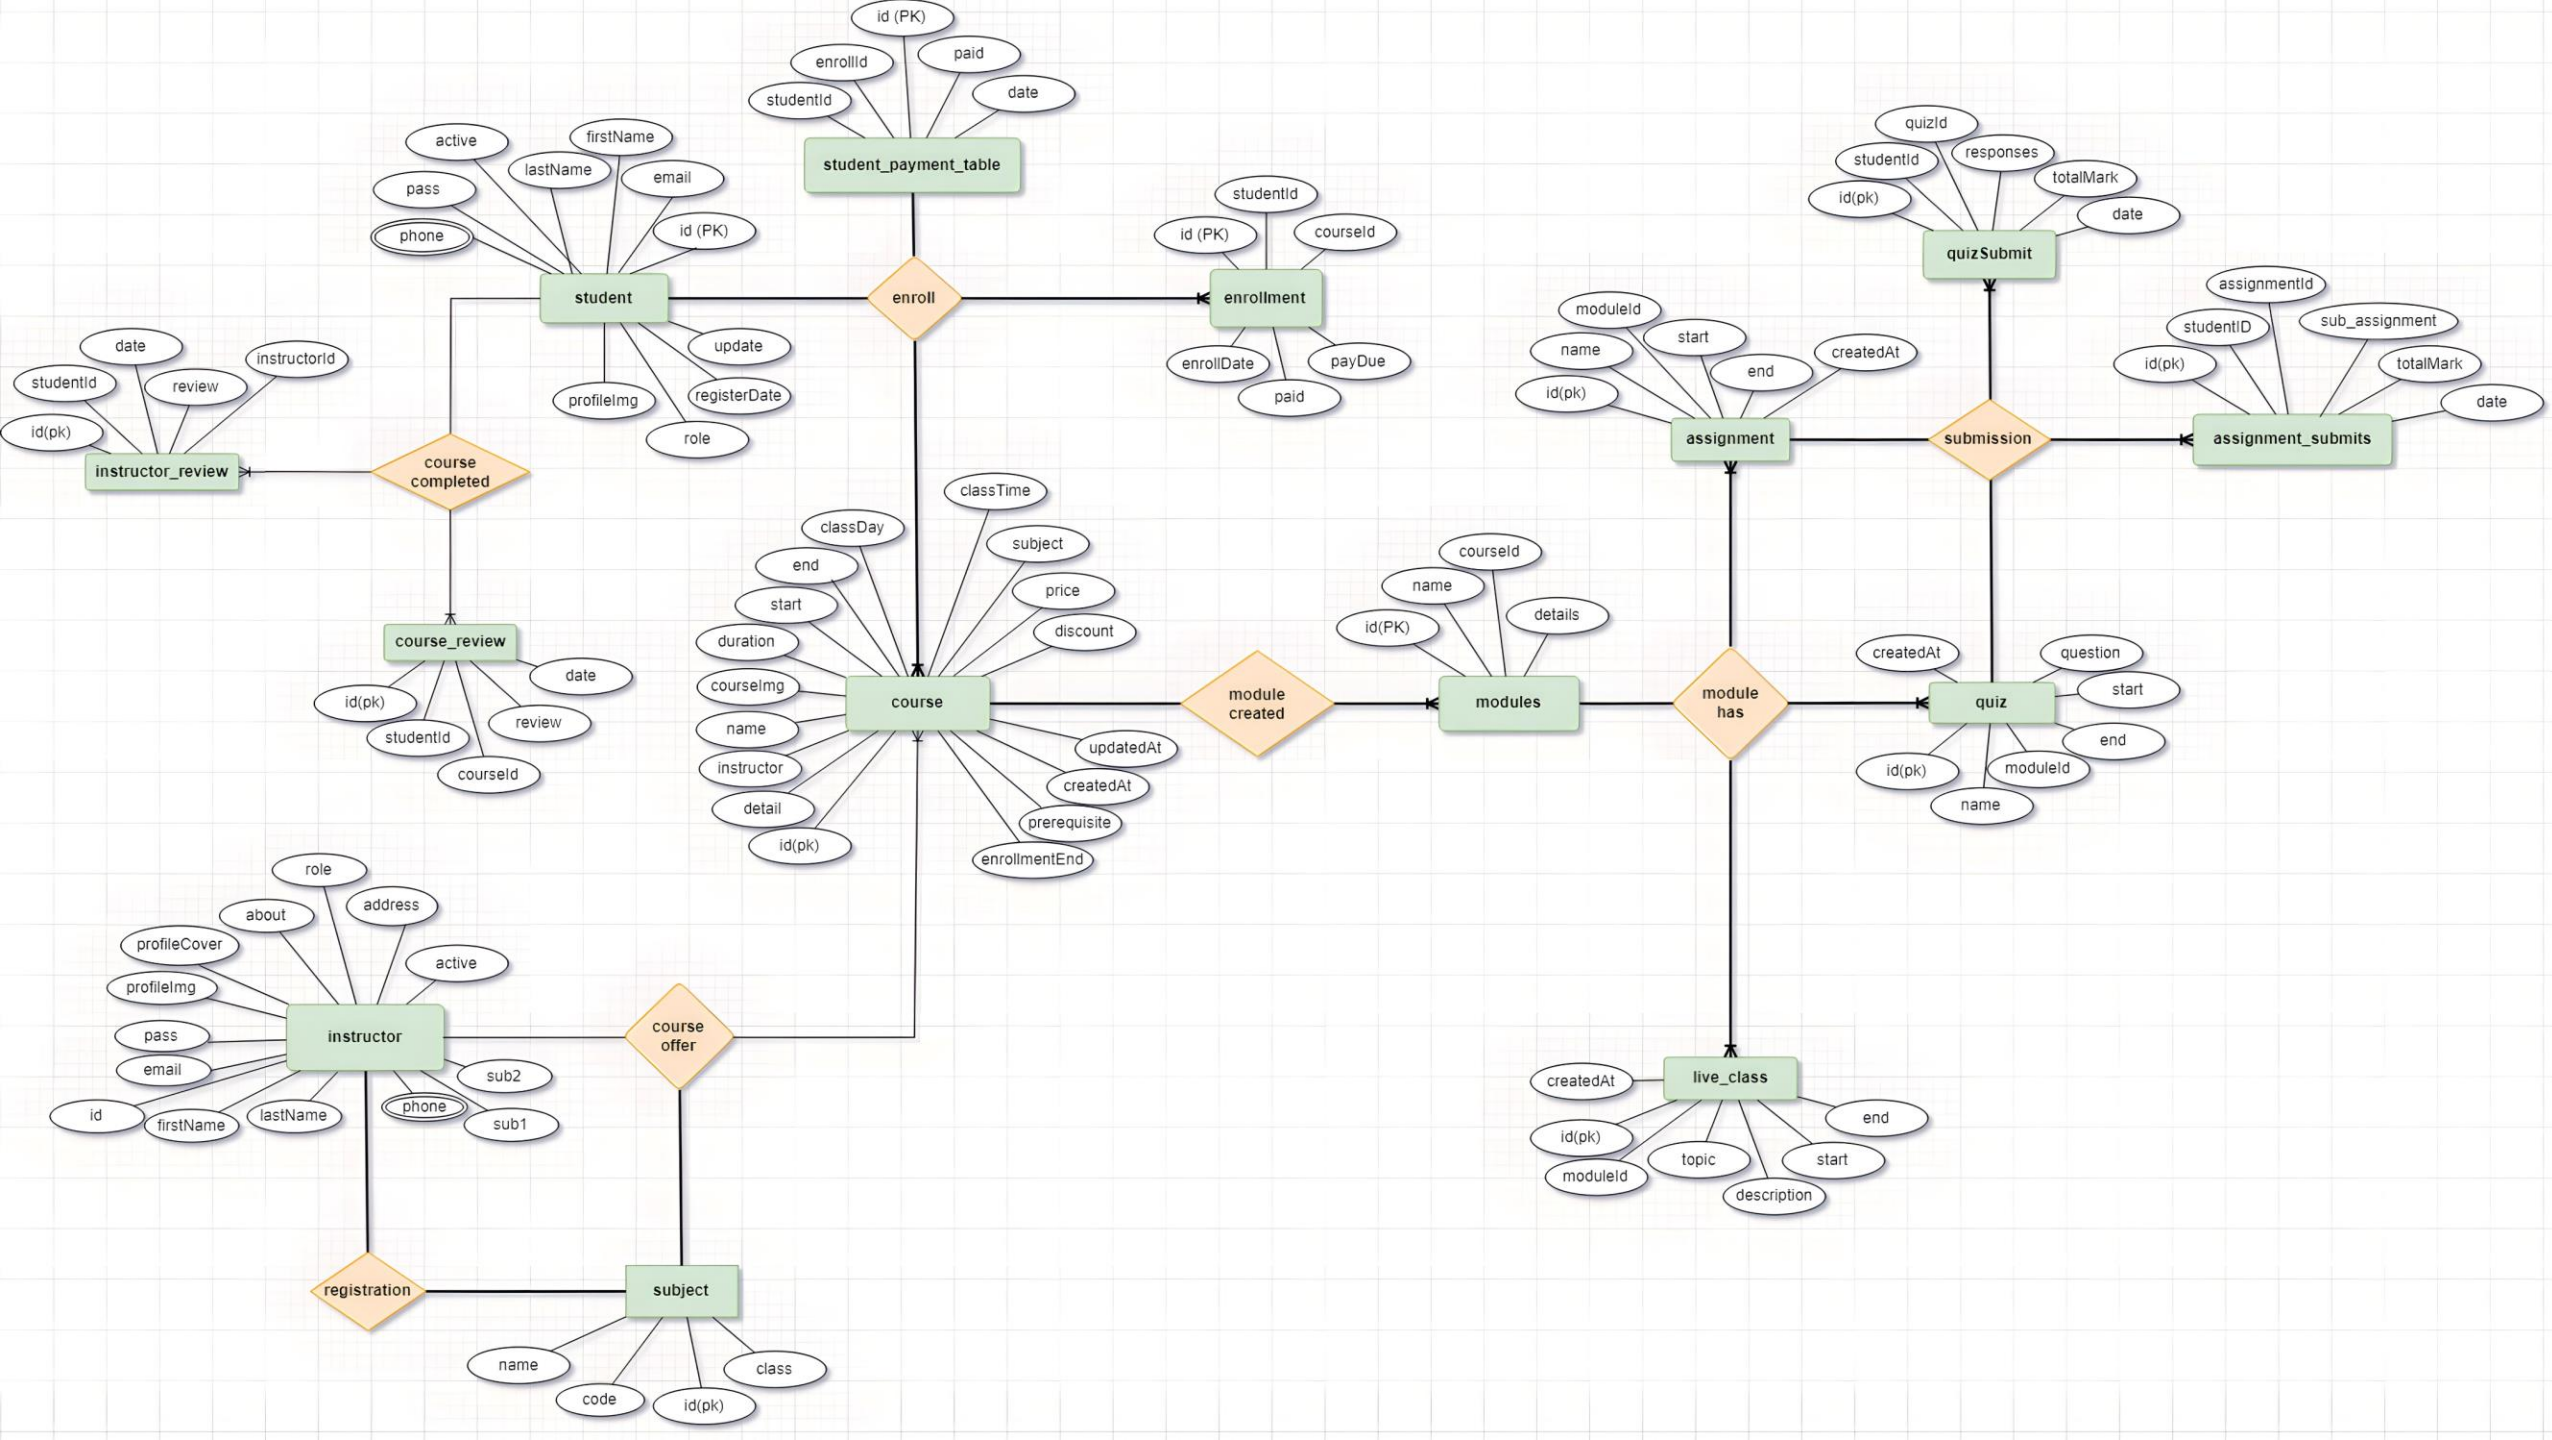 id (PK)
enrollId
paid
studentId
date
student_payment_table
active
firstName
lastName
email
pass
phone
id (PK)
student
update
registerDate
profileImg
role
enroll
studentId
id (PK)
courseId
enrollment
enrollDate
payDue
paid
quizId
studentId
responses
id(pk)
totalMark
date
quizSubmit
assignmentId
studentID
sub_assignment
id(pk)
totalMark
date
assignment_submits
moduleId
name
start
createdAt
end
id(pk)
assignment
submission
date
instructorId
studentId
review
id(pk)
instructor_review
course
completed
course_review
date
id(pk)
review
studentId
courseId
classTime
classDay
subject
end
price
start
discount
duration
courseImg
name
instructor
detail
id(pk)
course
updatedAt
createdAt
prerequisite
enrollmentEnd
module
created
courseId
name
details
id(PK)
modules
module
has
createdAt
question
start
quiz
end
id(pk)
moduleId
name
role
about
address
profileCover
active
profileImg
pass
instructor
email
sub2
id
firstName
lastName
phone
sub1
course
offer
registration
subject
name
class
code
id(pk)
createdAt
live_class
end
id(pk)
moduleId
topic
start
description